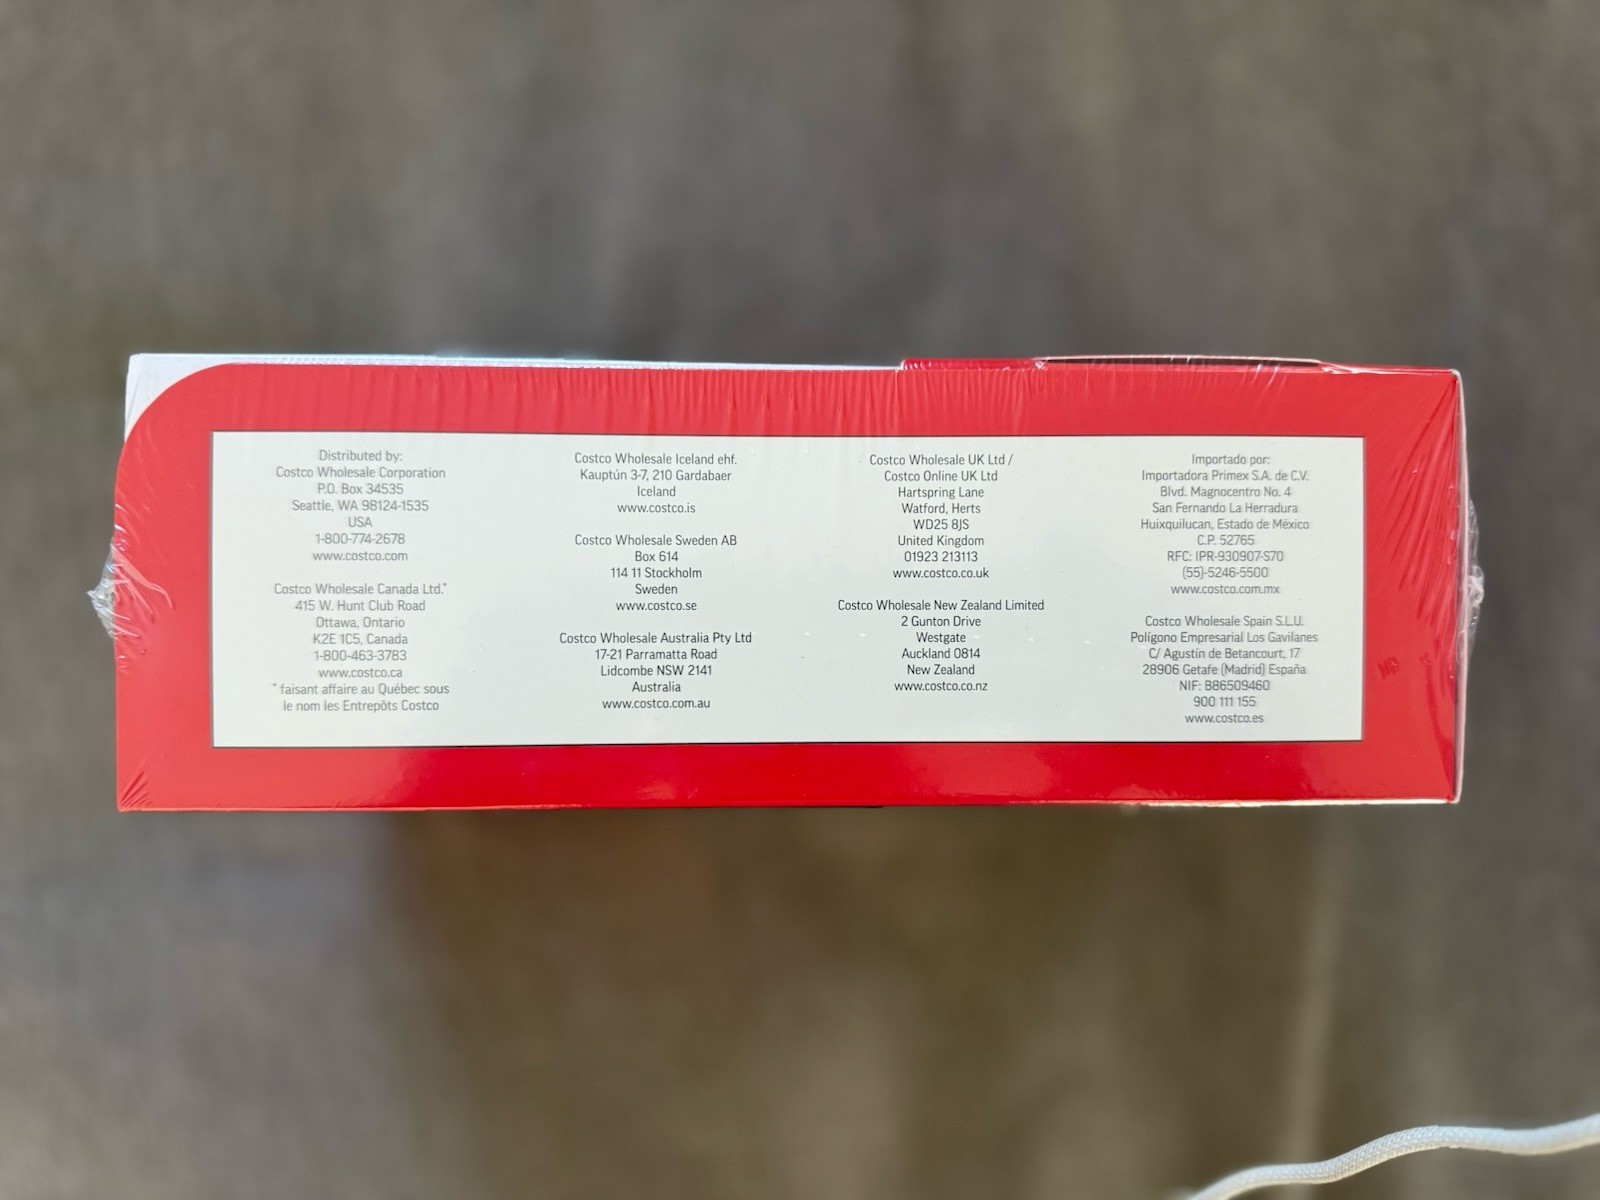 Distributed by:
Costco Wholesale Corporation
P.O. Box 34535
Seattle, WA 98124-1535
USA
1-800-774-2678
www.costco.com
Costco Wholesale Canada Ltd.*
415 W. Hunt Club Road
Ottawa, Ontario
K2E 1C5, Canada
1-800-463-3783
www.costco.ca
* faisant affaire au Québec sous
le nom les Entrepôts Costco
Costco Wholesale Iceland ehf.
Kauptún 3-7, 210 Gardabaer
Iceland
www.costco.is
Costco Wholesale Sweden AB
Box 614
114 11 Stockholm
Sweden
www.costco.se
Costco Wholesale Australia Pty Ltd
17-21 Parramatta Road
Lidcombe NSW 2141
Australia
www.costco.com.au
Costco Wholesale UK Ltd /
Costco Online UK Ltd
Hartspring Lane
Watford, Herts
WD25 8JS
United Kingdom
01923 213113
www.costco.co.uk
Costco Wholesale New Zealand Limited
2 Gunton Drive
Westgate
Auckland 0814
New Zealand
www.costco.co.nz
Importado por:
Importadora Primex S.A. de C.V.
Blvd. Magnocentro No. 4
San Fernando La Herradura
Huixquilucan, Estado de México
C.P. 52765
RFC: IPR-930907-S70
(55)-5246-5500
www.costco.com.mx
Costco Wholesale Spain S.L.U.
Polígono Empresarial Los Gavilanes
C/ Agustín de Betancourt, 17
28906 Getafe (Madrid) España
NIF: B86509460
900 111 155
www.costco.es